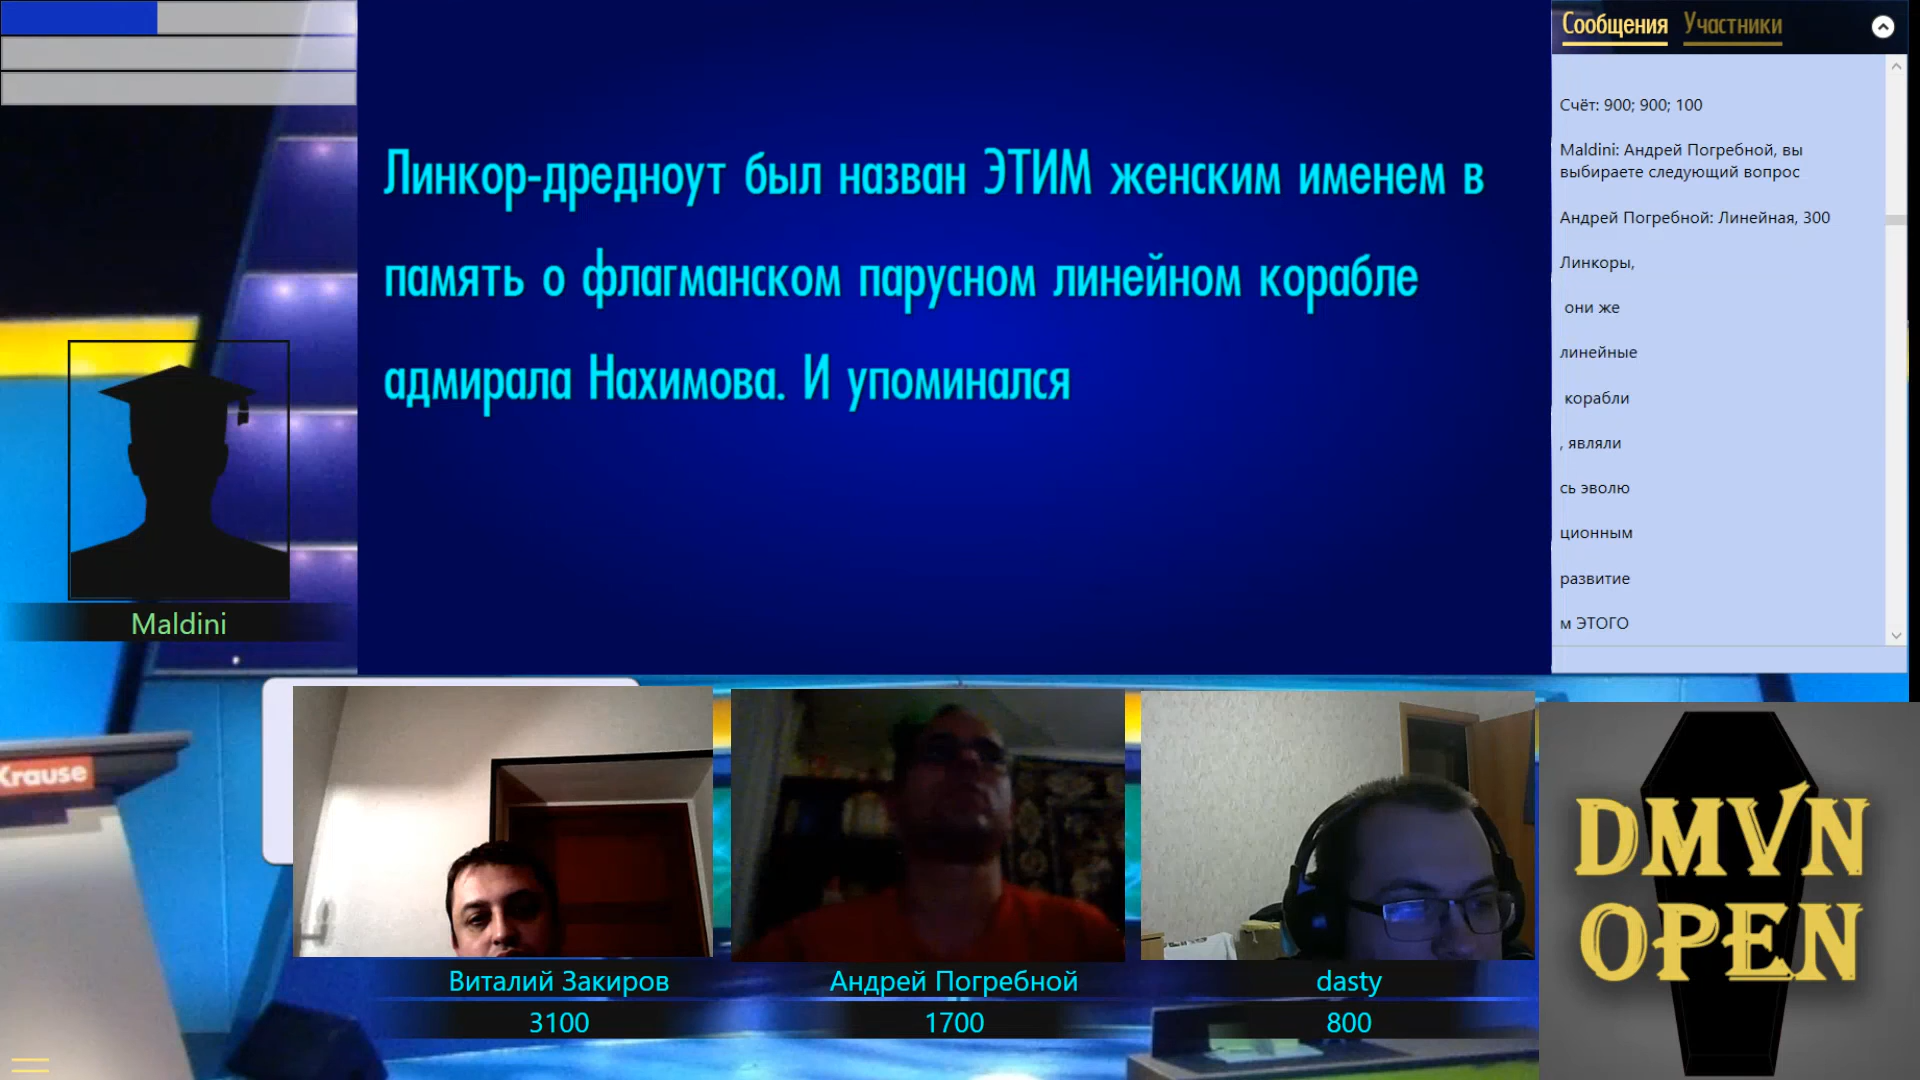 Линкор-дредноут был назван ЭТИМ женским именем в
память о флагманском парусном линейном корабле
адмирала Нахимова. И упоминался
Сообщения Участники
Счёт: 900; 900; 100
Maldini: Андрей Погребной, вы
выбираете следующий вопрос
Андрей Погребной: Линейная, 300
Линкоры,
они же
линейные
корабли
, являли
сь эволю
ционным
развитие
м ЭТОГО
Maldini
Krause
Виталий Закиров
3100
Андрей Погребной
1700
dasty
800
DMVN
OPEN